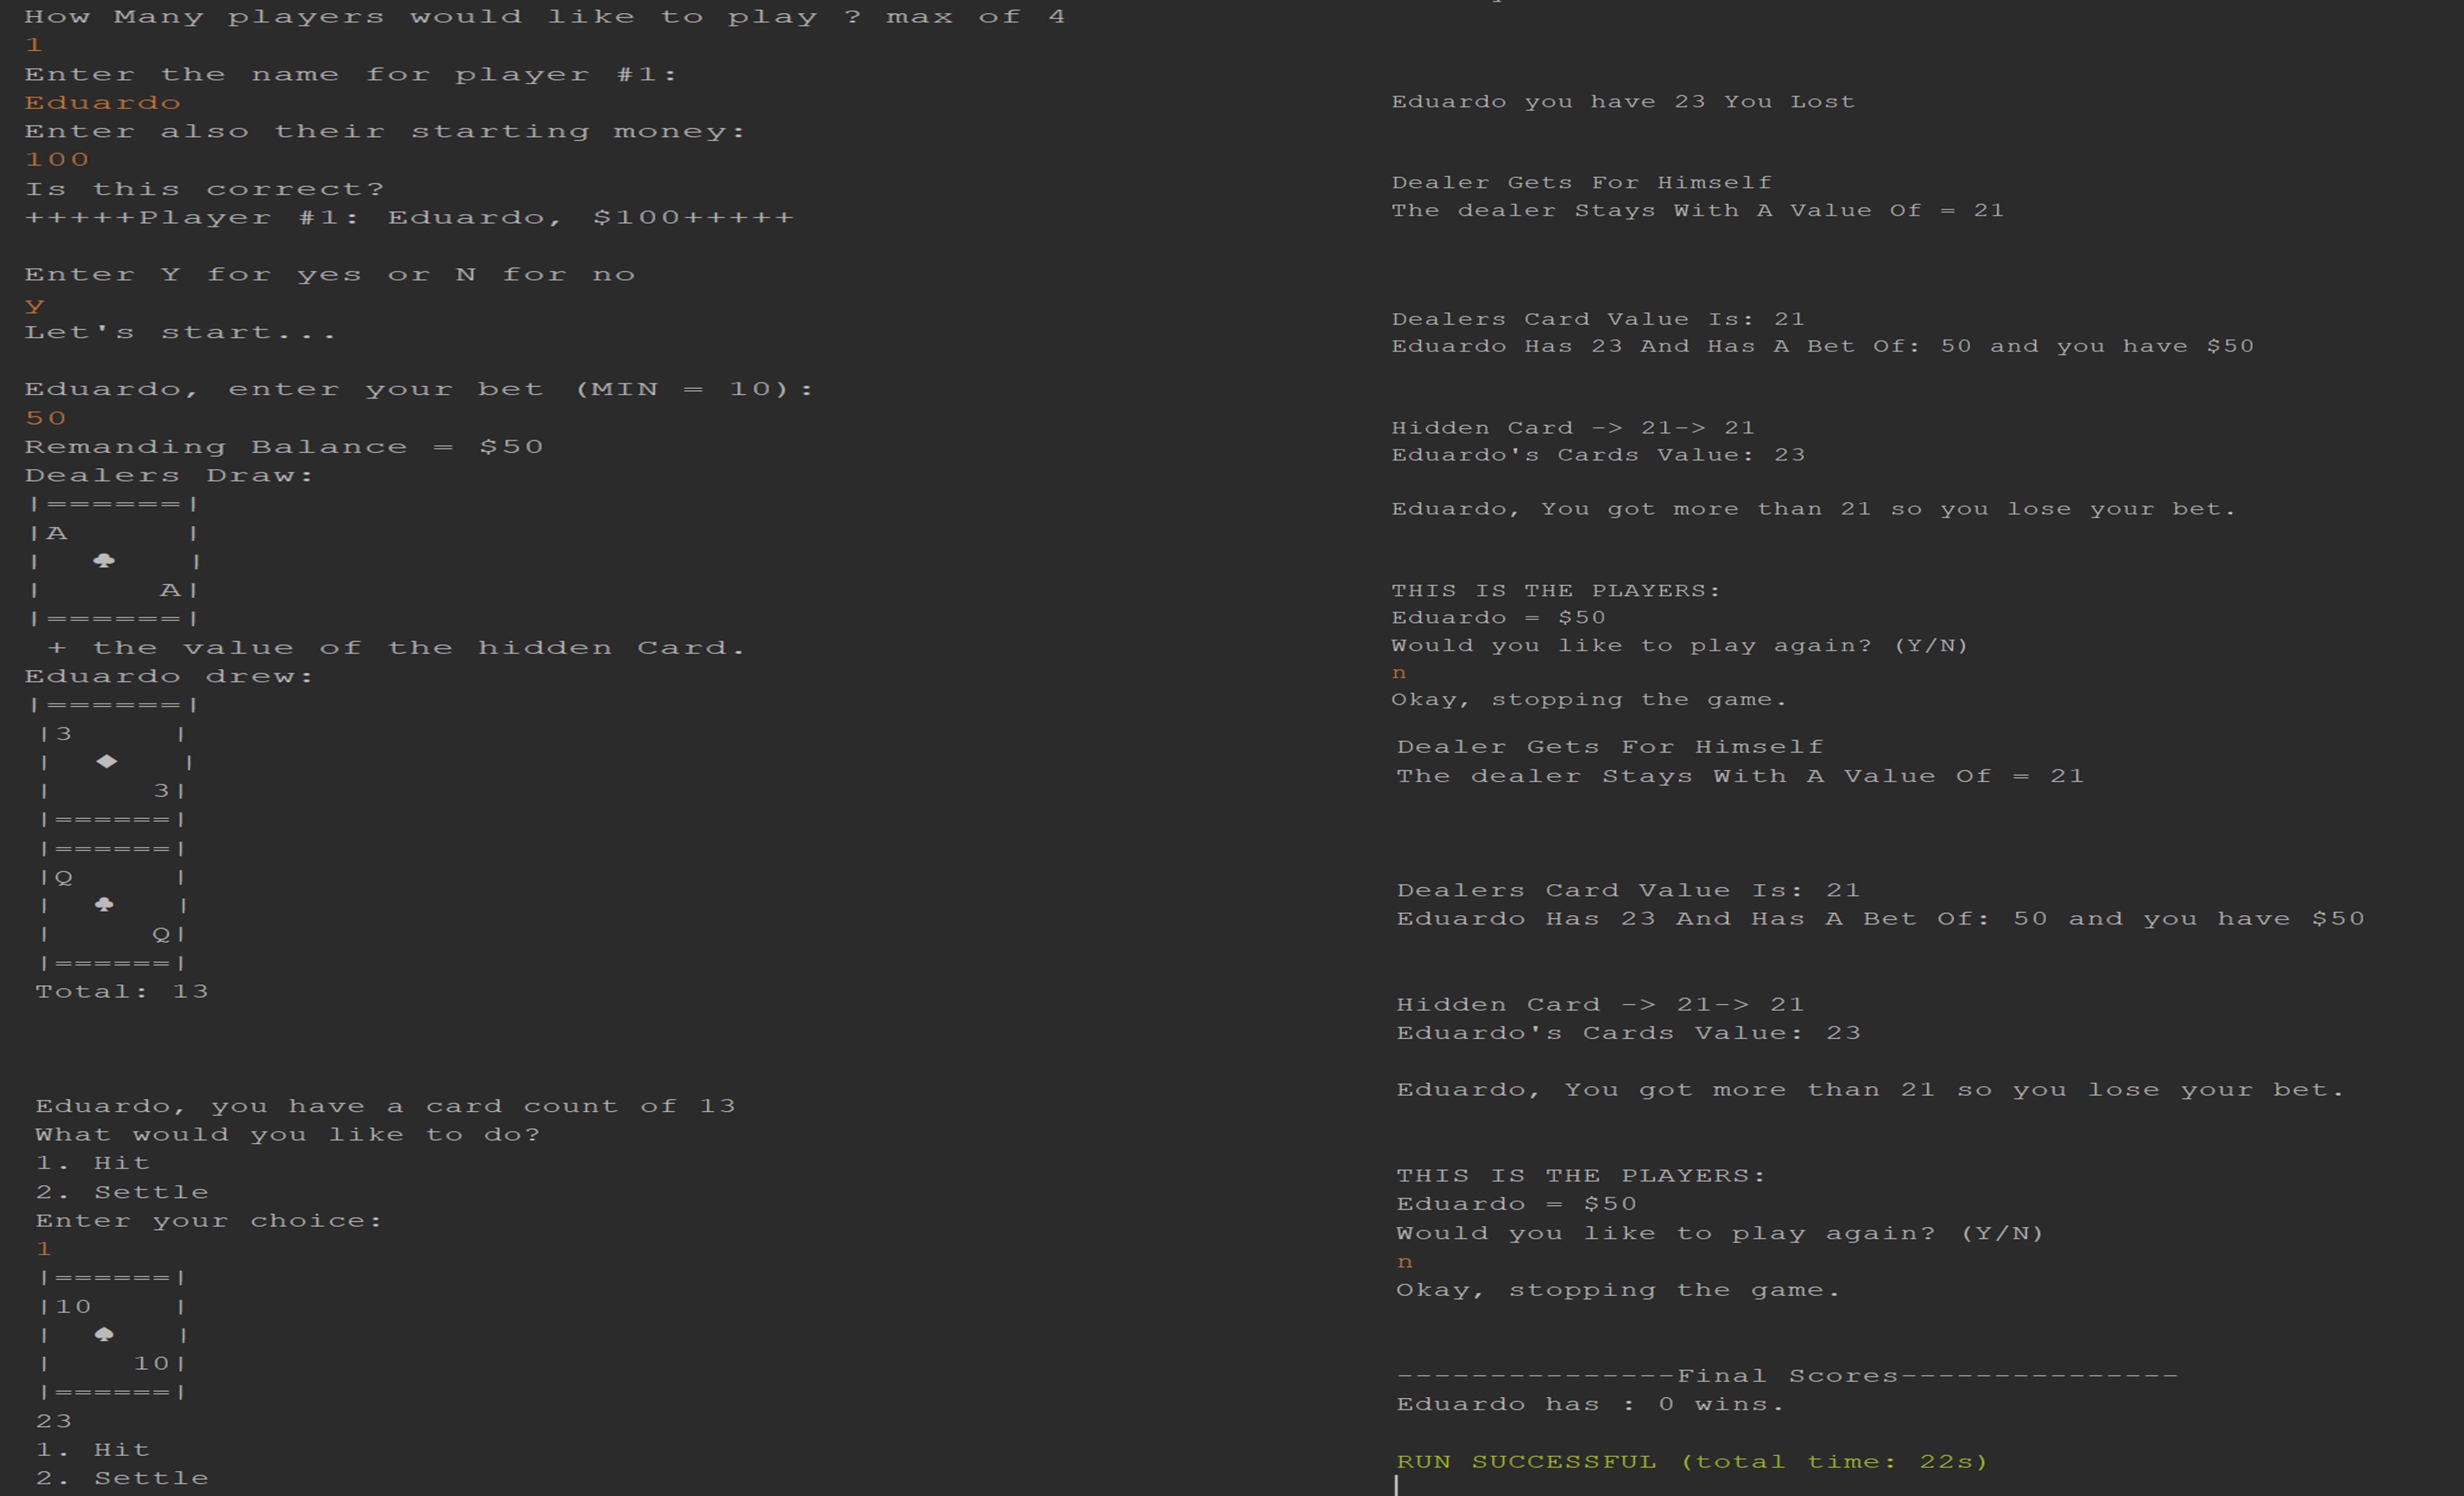 How Many players would like to play ? max of 4
1
Enter the name for player #1:
Eduardo
Enter also their starting money:
100
Is this correct?
+++++Player #1: Eduardo, $100+++++
Enter Y for yes or N for no
y
Let's start...
Eduardo, enter your bet (MIN = 10):
50
Remanding Balance = $50
Dealers Draw:
|======|
|A     |
|  ♣   |
|     A|
|======|
+ the value of the hidden Card.
Eduardo drew:
|======|
|3     |
|  ♦   |
|     3|
|======|
|======|
|Q     |
|  ♣   |
|     Q|
|======|
Total: 13
Eduardo, you have a card count of 13
What would you like to do?
1. Hit
2. Settle
Enter your choice:
1
|======|
|10    |
|  ♠   |
|    10|
|======|
23
1. Hit
2. Settle
Eduardo you have 23 You Lost
Dealer Gets For Himself
The dealer Stays With A Value Of = 21
Dealers Card Value Is: 21
Eduardo Has 23 And Has A Bet Of: 50 and you have $50
Hidden Card -> 21-> 21
Eduardo's Cards Value: 23
Eduardo, You got more than 21 so you lose your bet.
THIS IS THE PLAYERS:
Eduardo = $50
Would you like to play again? (Y/N)
n
Okay, stopping the game.
Dealer Gets For Himself
The dealer Stays With A Value Of = 21
Dealers Card Value Is: 21
Eduardo Has 23 And Has A Bet Of: 50 and you have $50
Hidden Card -> 21-> 21
Eduardo's Cards Value: 23
Eduardo, You got more than 21 so you lose your bet.
THIS IS THE PLAYERS:
Eduardo = $50
Would you like to play again? (Y/N)
n
Okay, stopping the game.
---------------Final Scores---------------
Eduardo has : 0 wins.
RUN SUCCESSFUL (total time: 22s)